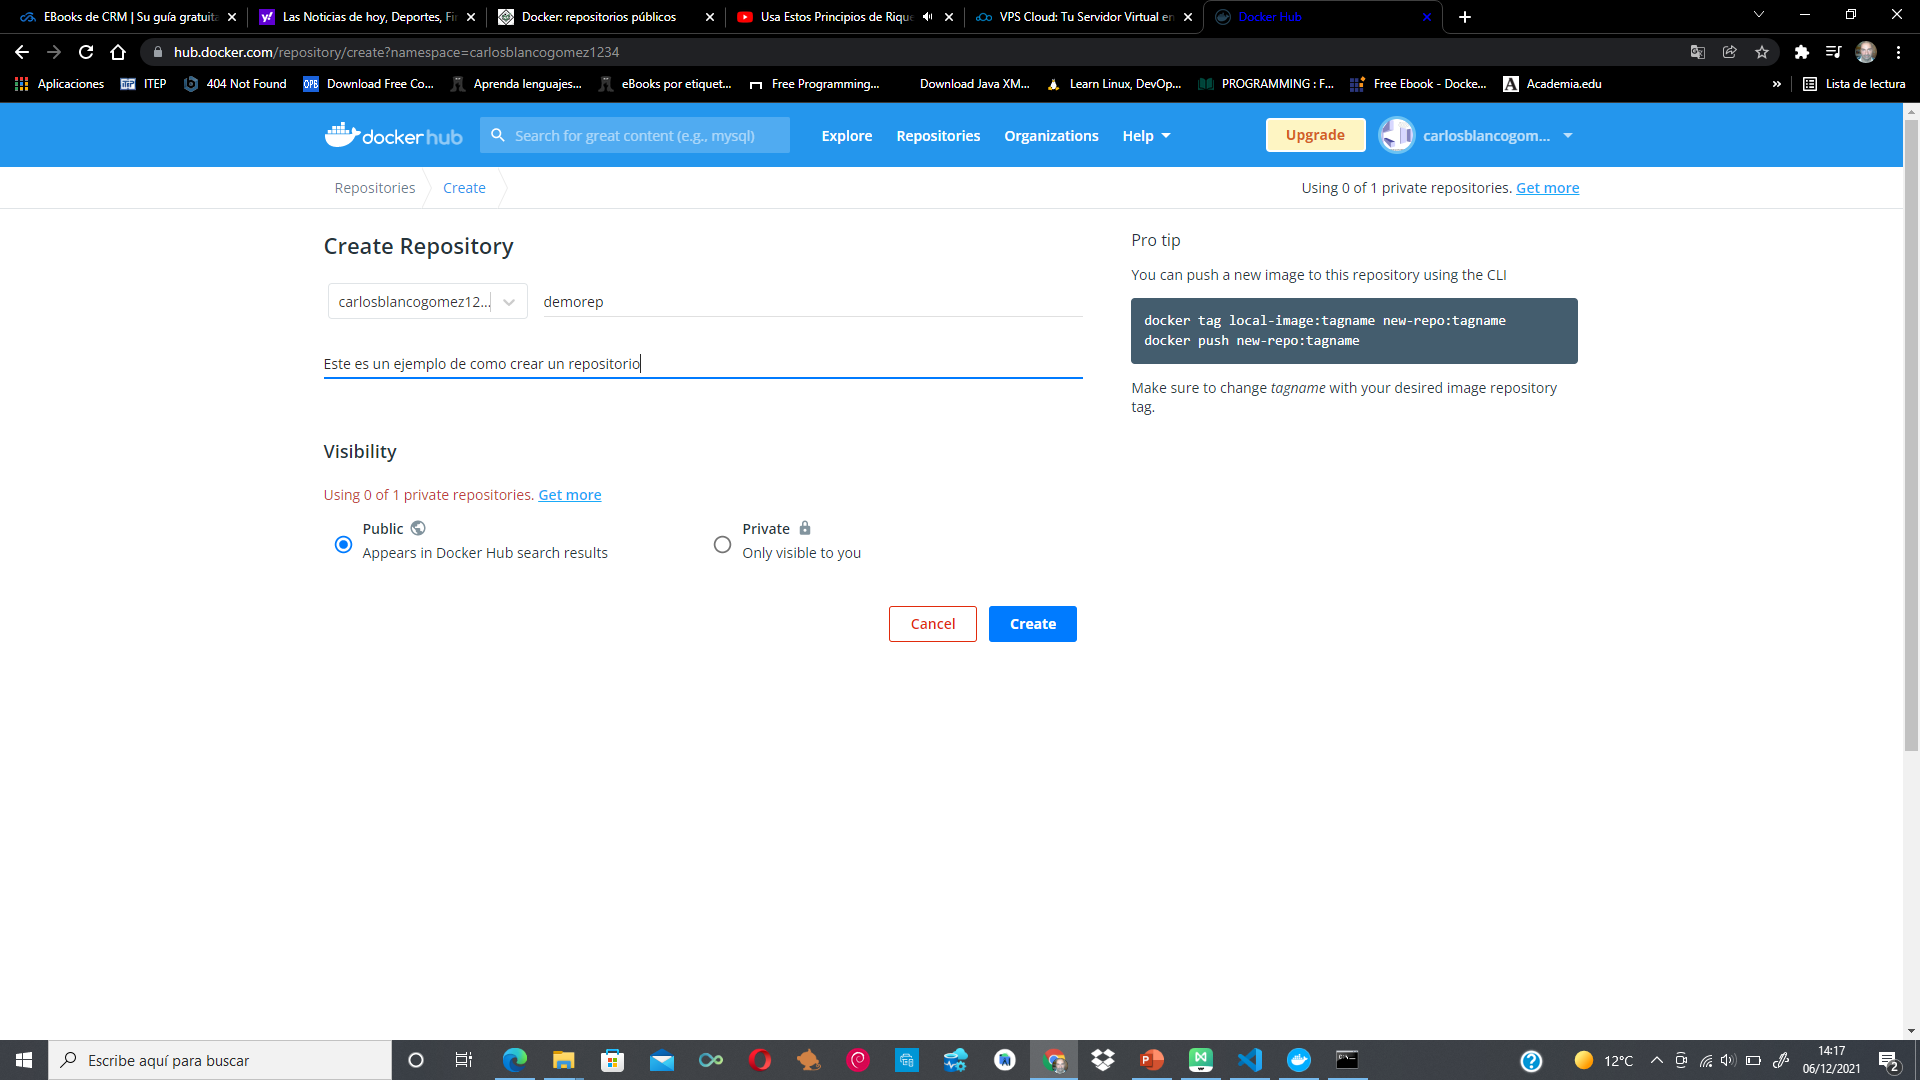 EBooks de CRM | Su guía gratuita
Las Noticias de hoy, Deportes, Fin
Docker: repositorios públicos
Usa Estos Principios de Rique
VPS Cloud: Tu Servidor Virtual en
Docker Hub
hub.docker.com/repository/create?namespace=carlosblancogomez1234
Aplicaciones
ITEP
404 Not Found
OPB
Download Free Co...
Aprenda lenguajes...
eBooks por etiquet...
Free Programming...
Download Java XM...
Learn Linux, DevOp...
PROGRAMMING : F...
Free Ebook - Docke...
A
Academia.edu
»
Lista de lectura
docker hub
Search for great content (e.g., mysql)
Explore
Repositories
Organizations
Help
Upgrade
carlosblancogom...
Repositories
Create
Using 0 of 1 private repositories. Get more
Create Repository
carlosblancogomez12...
demorep
Este es un ejemplo de como crear un repositorio
Visibility
Using 0 of 1 private repositories. Get more
Public
Appears in Docker Hub search results
Private
Only visible to you
Cancel
Create
Pro tip
You can push a new image to this repository using the CLI
docker tag local-image:tagname new-repo:tagname
docker push new-repo:tagname
Make sure to change tagname with your desired image repository
tag.
Escribe aquí para buscar
12°C
14:17
06/12/2021
2